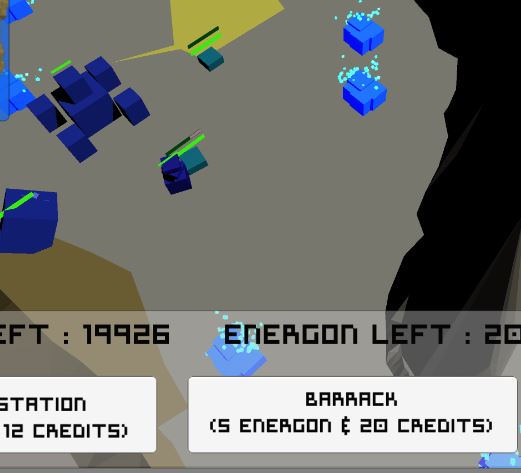 EFT : 19926 ENERGON LEFT : 20
STATION
12 CREDITS)
BARRACK
(5 ENERGON & 20 CREDITS)